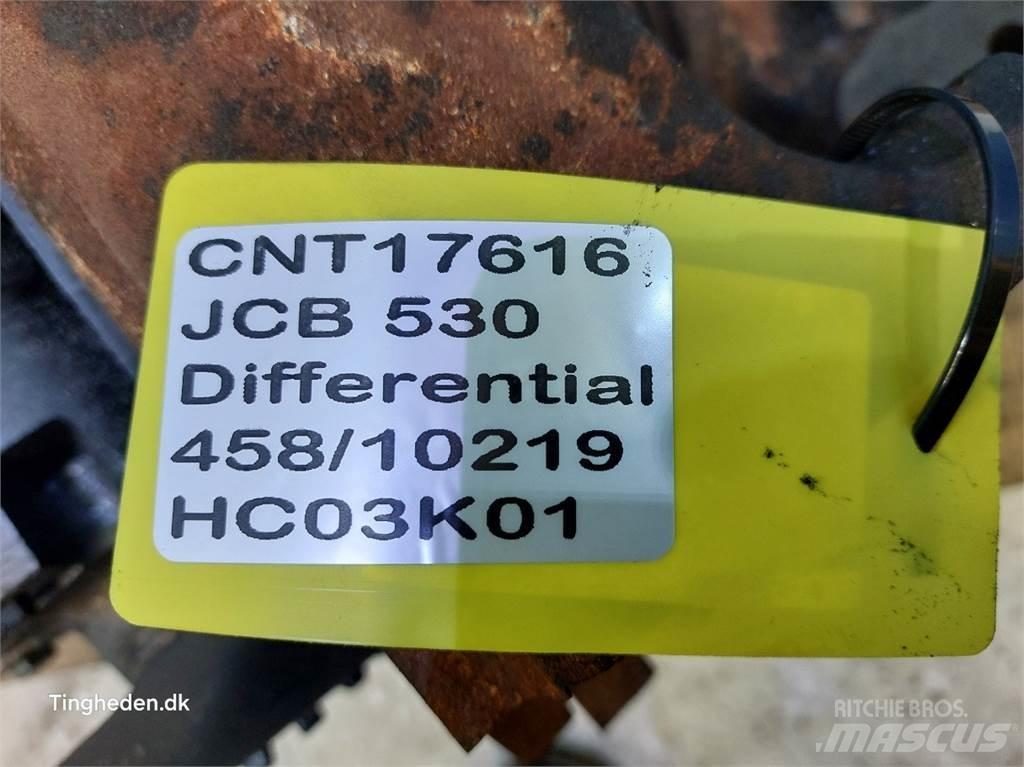 CNT17616
JCB 530
Differential
458/10219
HC03K01
Tingheden.dk
RITCHIE BROS.
MASCUS